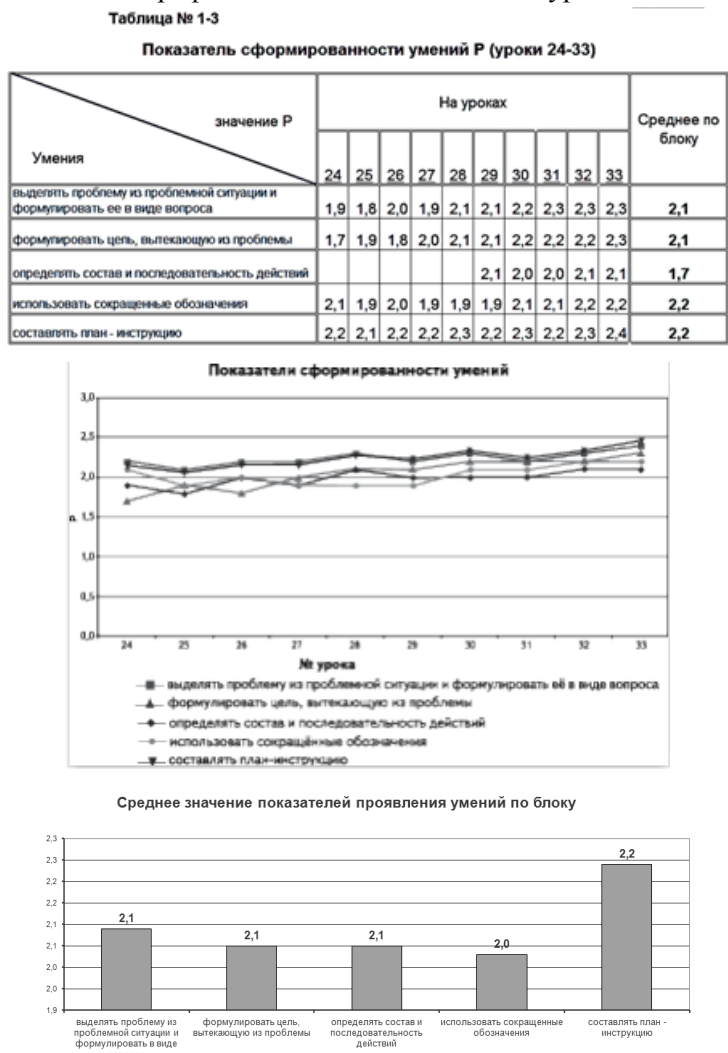 Таблица № 1-3
Показатель сформированности умений Р (уроки 24-33)
значение Р
Умения
На уроках
Среднее по
блоку
24 25 26 27 28 29 30 31 32 33
выделять проблему из проблемной ситуации и
формулировать ее в виде вопроса 1,9 1,8 2,0 1,9 2,1 2,1 2,2 2,3 2,3 2,3 2,1
формулировать цель, вытекающую из проблемы 1,7 1,9 1,8 2,0 2,1 2,1 2,2 2,2 2,2 2,3 2,1
определять состав и последовательность действий 2,1 2,0 2,0 2,1 2,1 1,7
использовать сокращенные обозначения 2,1 1,9 2,0 1,9 1,9 1,9 2,1 2,1 2,2 2,2 2,2
составлять план - инструкцию 2,2 2,1 2,2 2,2 2,3 2,2 2,3 2,2 2,3 2,4 2,2
Показатели сформированности умений
3,0
2,5
2,0
1,5
1,0
0,5
0,0
Р
24 25 26 27 28 29 30 31 32 33
№ урока
выделять проблему из проблемной ситуации и формулировать её в виде вопроса
формулировать цель, вытекающую из проблемы
определять состав и последовательность действий
использовать сокращённые обозначения
составлять план-инструкцию
Среднее значение показателей проявления умений по блоку
2,3
2,3
2,2
2,2
2,1
2,1
2,0
2,0
1,9
2,1
2,1
2,1
2,0
2,2
выделять проблему из
проблемной ситуации и
формулировать в виде
формулировать цель,
вытекающую из проблемы
определять состав и
последовательность
действий
использовать сокращенные
обозначения
составлять план -
инструкцию